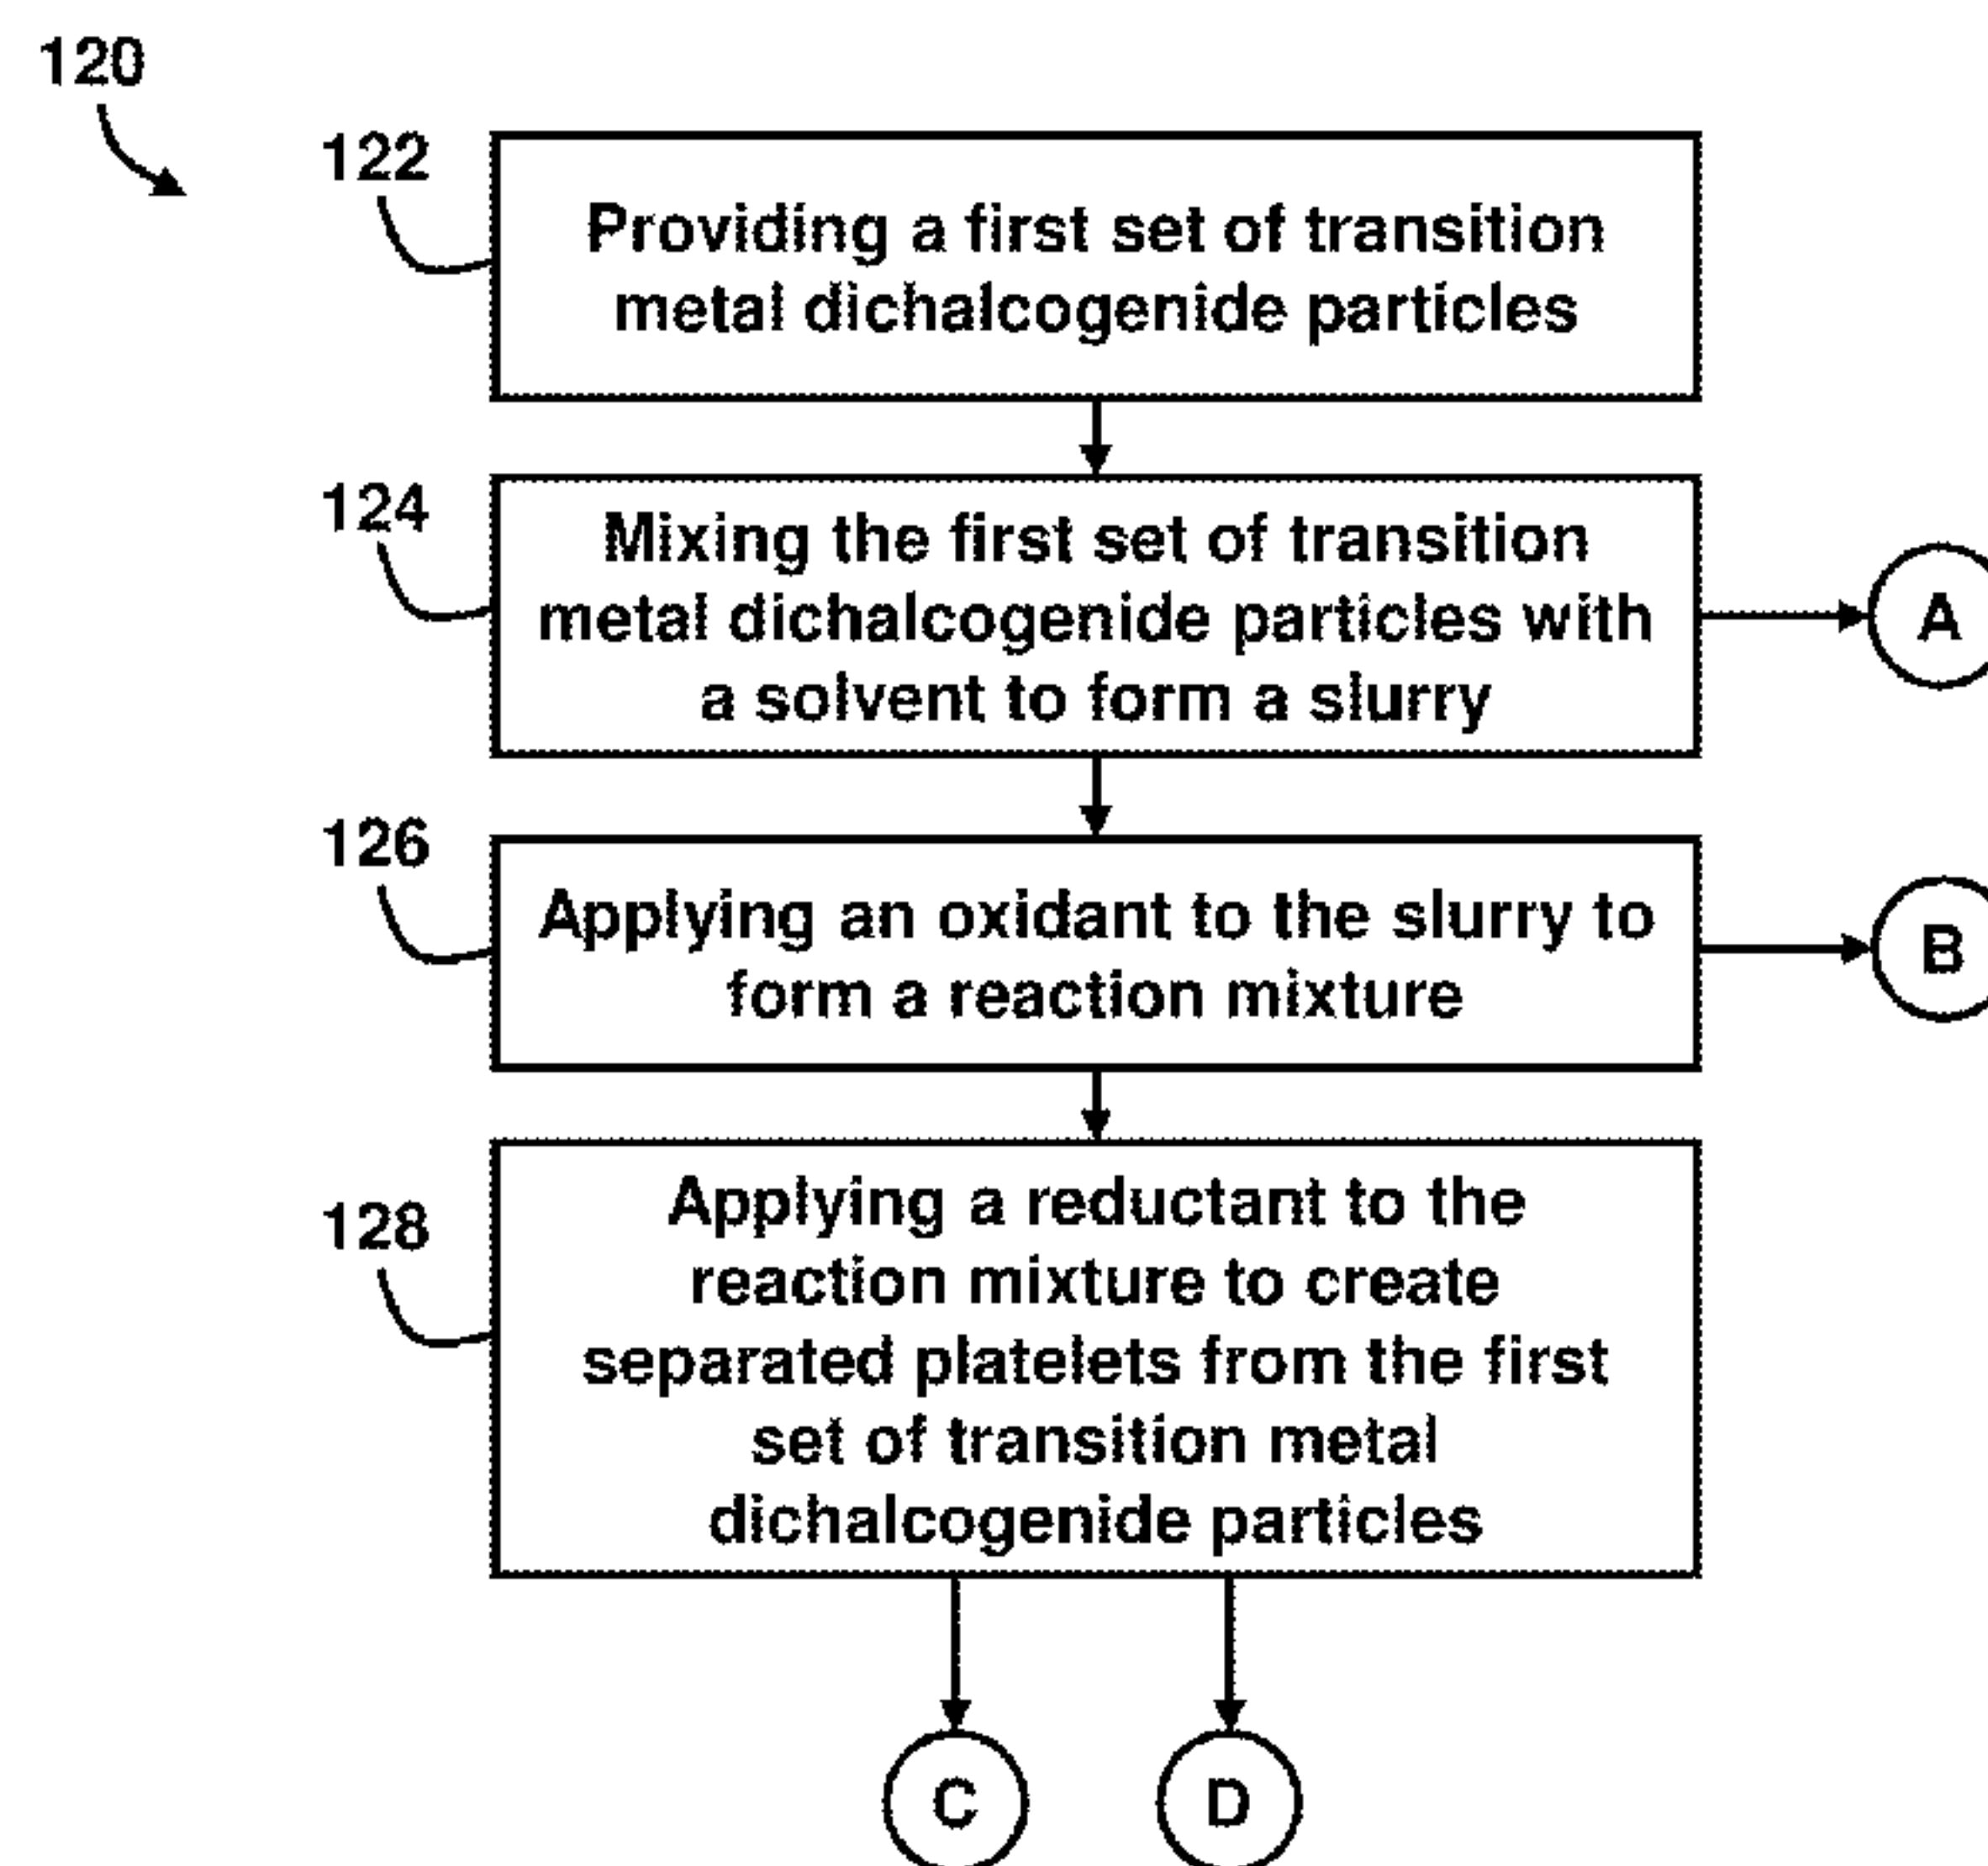 120
122
Providing a first set of transition
metal dichalcogenide particles
124
Mixing the first set of transition
metal dichalcogenide particles with
a solvent to form a slurry
A
126
Applying an oxidant to the slurry to
form a reaction mixture
B
128
Applying a reductant to the
reaction mixture to create
separated platelets from the first
set of transition metal
dichalcogenide particles
C
D